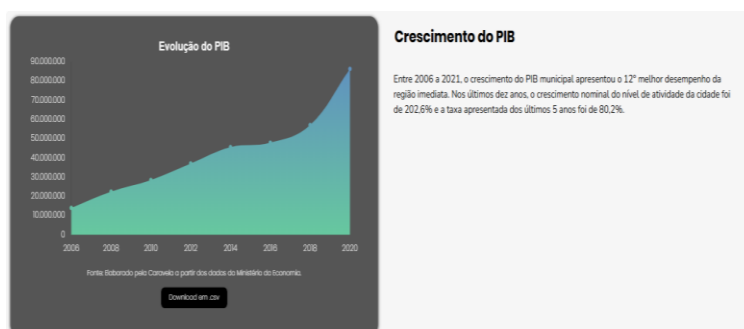 Evolução do PIB
90.000.000
80.000.000
70.000.000
60.000.000
50.000.000
40.000.000
30.000.000
20.000.000
10.000.000
0
2006 2008 2010 2012 2014 2016 2018 2020
Fonte: Elaborado pela Caravela a partir dos dados do Ministério da Economia.
Download em .csv
Crescimento do PIB
Entre 2006 a 2021, o crescimento do PIB municipal apresentou o 12° melhor desempenho da
região imediata. Nos últimos dez anos, o crescimento nominal do nível de atividade da cidade foi
de 202,6% e a taxa apresentada dos últimos 5 anos foi de 80,2%.